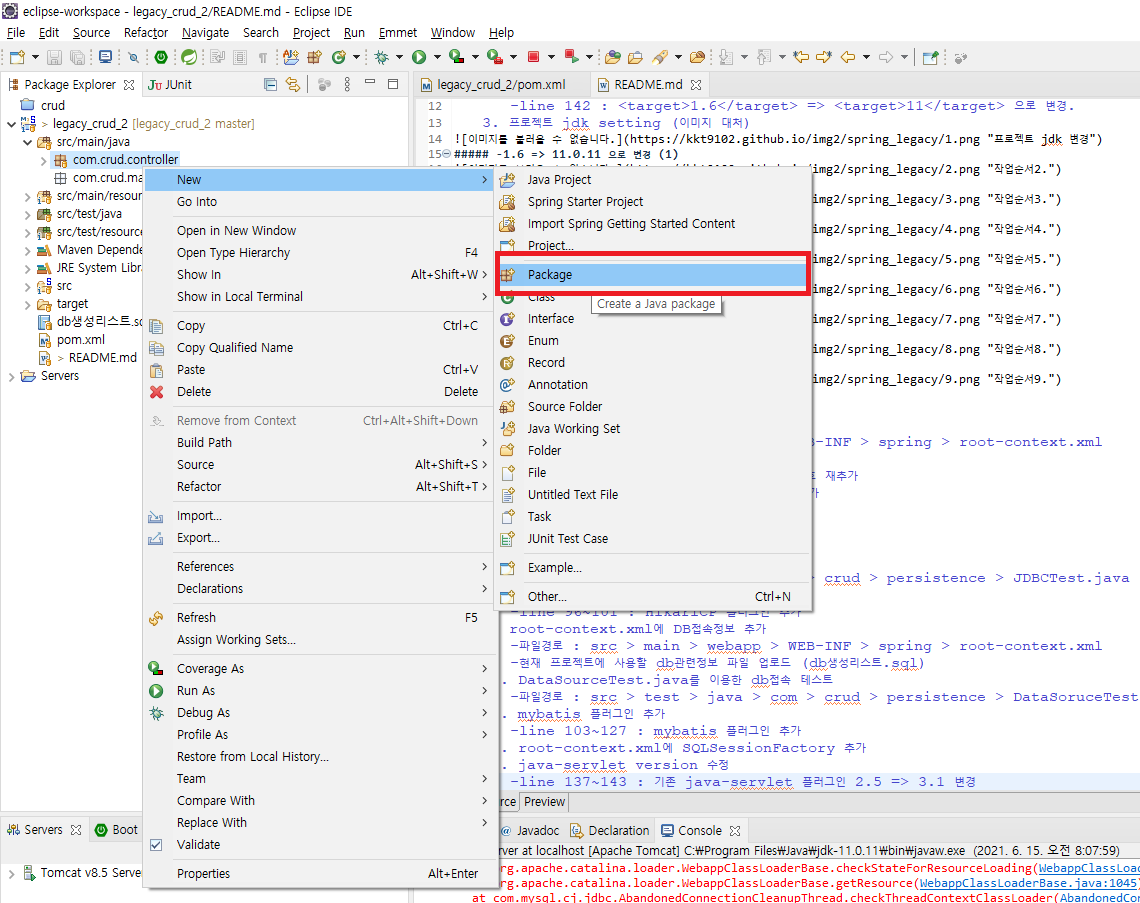 eclipse-workspace - legacy_crud_2/README.md - Eclipse IDE
File Edit Source Refactor Navigate Search Project Run Emmet Window Help
Package Explorer
JUnit
crud
> legacy_crud_2 [legacy_crud_2 master]
src/main/java
com.crud.controller
com.crud.ma
src/main/resour
src/test/java
src/test/resource
Maven Depende
JRE System Libra
src
target
db생성리스트.sq
pom.xml
> README.md
Servers
New
Go Into
Open in New Window
Open Type Hierarchy F4
Show In Alt+Shift+W >
Show in Local Terminal
Copy Ctrl+C
Copy Qualified Name
Paste Ctrl+V
Delete Delete
Remove from Context Ctrl+Alt+Shift+Down
Build Path
Source Alt+Shift+S >
Refactor Alt+Shift+T >
Import...
Export...
References
Declarations
Refresh F5
Assign Working Sets...
Coverage As
Run As
Debug As
Profile As
Restore from Local History...
Team
Compare With
Replace With
Validate
Properties Alt+Enter
Java Project
Spring Starter Project
Import Spring Getting Started Content
Project...
Package
Class
Create a Java package
Interface
Enum
Record
Annotation
Source Folder
Java Working Set
Folder
File
Untitled Text File
Task
JUnit Test Case
Example...
Other... Ctrl+N
legacy_crud_2/pom.xml
README.md
12 -line 142 : <target>1.6</target> => <target>11</target> 으로 변경.
13 3. 프로젝트 jdk setting (이미지 대처)
14 ![이미지를 불러올 수 없습니다.](https://kkt9102.github.io/img2/spring_legacy/1.png "프로젝트 jdk 변경")
15 ##### -1.6 => 11.0.11 으로 변경 (1)
img2/spring_legacy/2.png "작업순서2.")
img2/spring_legacy/3.png "작업순서3.")
img2/spring_legacy/4.png "작업순서4.")
img2/spring_legacy/5.png "작업순서5.")
img2/spring_legacy/6.png "작업순서6.")
img2/spring_legacy/7.png "작업순서7.")
img2/spring_legacy/8.png "작업순서8.")
img2/spring_legacy/9.png "작업순서9.")
B-INF > spring > root-context.xml
재추가
가
> crud > persistence > JDBCTest.java
-line 96~101 : HikariCP 플러그인 추가
root-context.xml에 DB접속정보 추가
-파일경로 : src > main > webapp > WEB-INF > spring > root-context.xml
-현재 프로젝트에 사용할 db관련정보 파일 업로드 (db생성리스트.sql)
. DataSourceTest.java를 이용한 db접속 테스트
-파일경로 : src > test > java > com > crud > persistence > DataSoruceTest.
. mybatis 플러그인 추가
-line 103~127 : mybatis 플러그인 추가
. root-context.xml에 SQLSessionFactory 추가
. java-servlet version 수정
-line 137~143 : 기존 java-servlet 플러그인 2.5 => 3.1 변경
rce Preview
Servers
Boot
Tomcat v8.5 Serve
@ Javadoc
Declaration
Console
rver at localhost [Apache Tomcat] C:₩Program Files₩Java₩jdk-11.0.11₩bin₩javaw.exe (2021. 6. 15. 오전 8:07:59)
rg.apache.catalina.loader.WebappClassLoaderBase.checkStateForResourceLoading(WebappClassLoa
rg.apache.catalina.loader.WebappClassLoaderBase.getResource(WebappClassLoaderBase.java:1045)
at com.mysql.cj.jdbc.AbandonedConnectionCleanupThread.checkThreadContextClassLoader(AbandonedCo